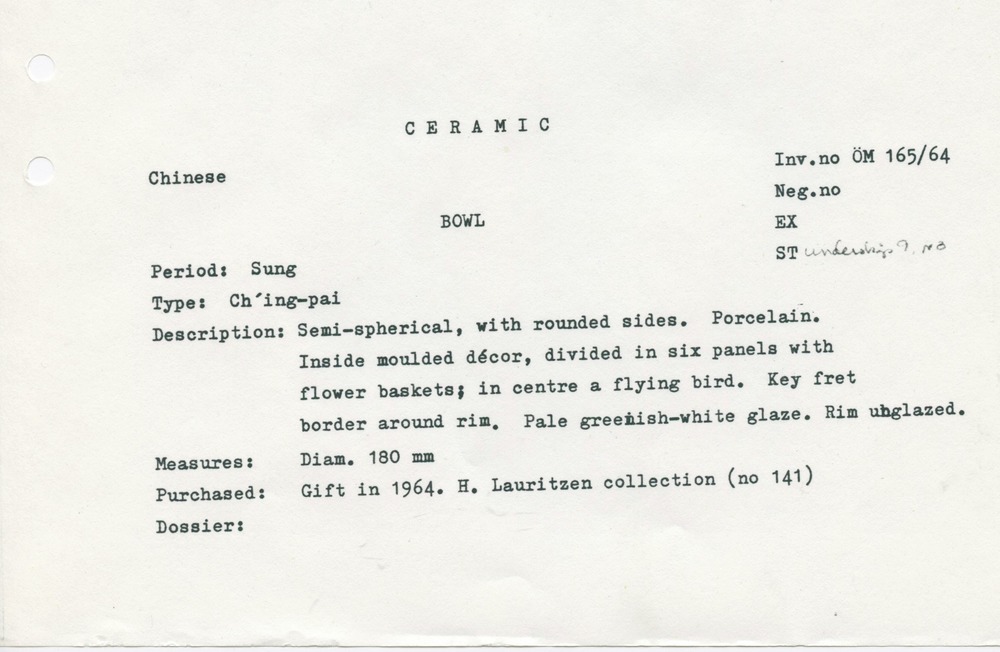 C E R A M I C
Inv.no ÖM 165/64
Chinese
Neg.no
BOWL
EX
ST
Period: Sung
Type: Ch´ing-pai
Description: Semi-spherical, with rounded sides. Porcelain.
Inside moulded décor, divided in six panels with
flower baskets; in centre a flying bird. Key fret
border around rim. Pale greenish-white glaze. Rim unglazed.
Measures: Diam. 180 mm
Purchased: Gift in 1964. H. Lauritzen collection (no 141)
Dossier: